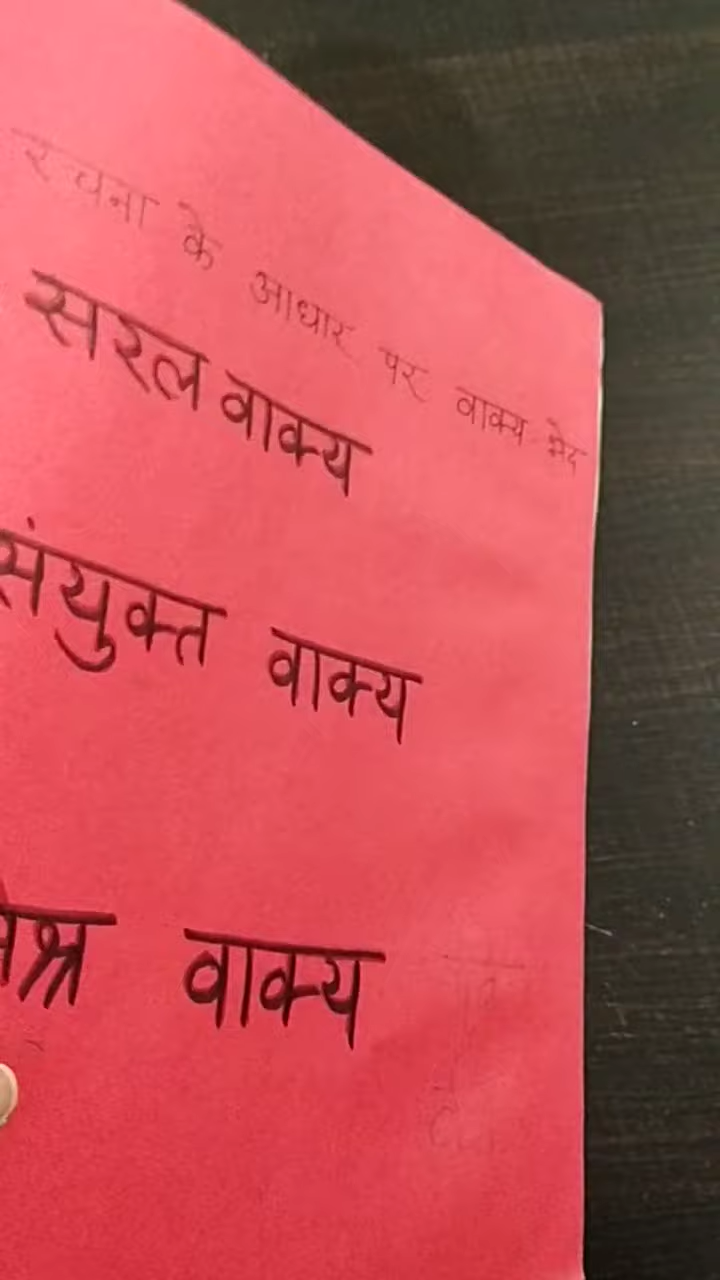 रचना के आधार पर वाक्य भेद
सरल वाक्य
संयुक्त वाक्य
वाक्य